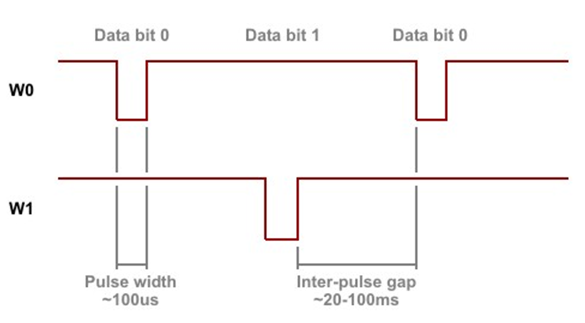 Data bit 0 Data bit 1 Data bit 0
W0
W1
Pulse width
~100us
Inter-pulse gap
~20-100ms